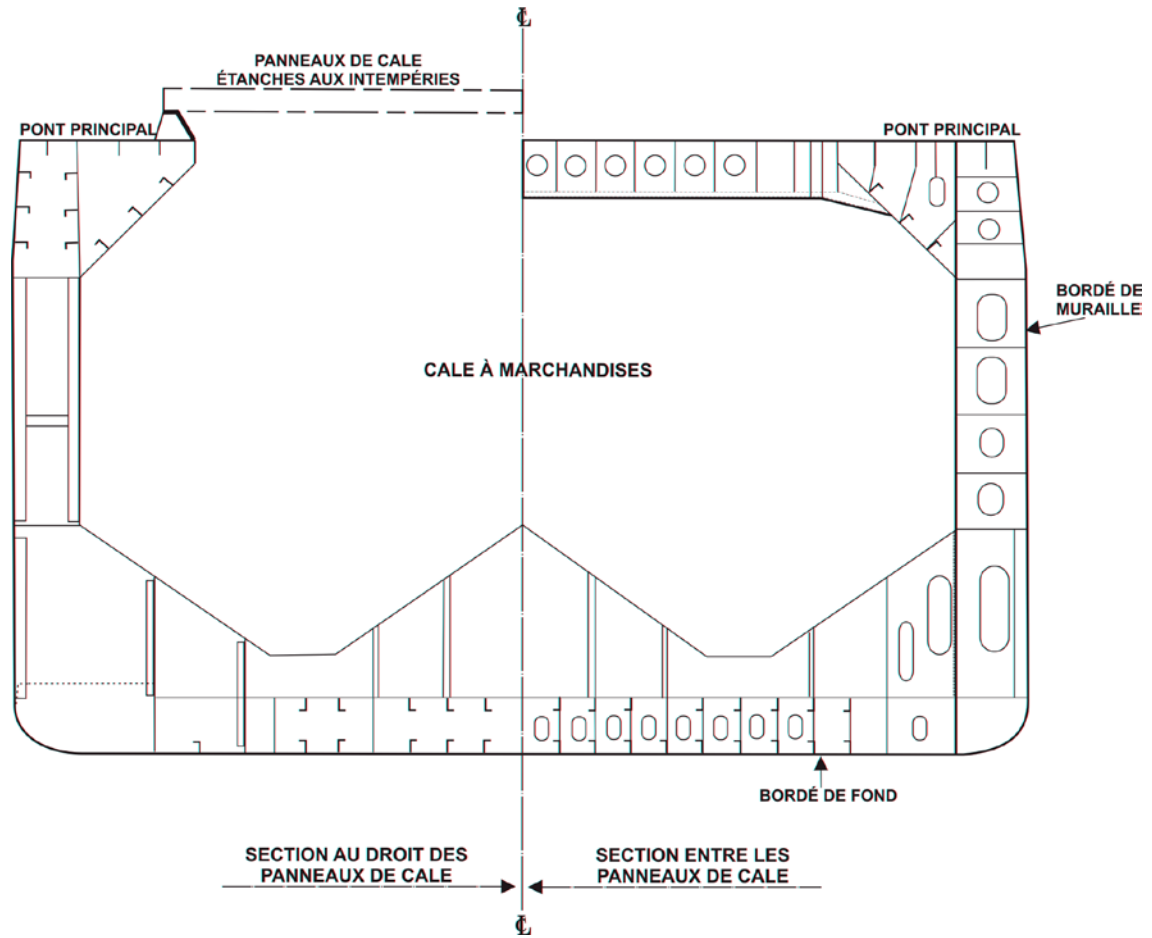 ℄
PANNEAUX DE CALE
ÉTANCHES AUX INTEMPÉRIES
PONT PRINCIPAL
PONT PRINCIPAL
BORDÉ DE
MURAILLE
CALE À MARCHANDISES
BORDÉ DE FOND
SECTION AU DROIT DES
PANNEAUX DE CALE
SECTION ENTRE LES
PANNEAUX DE CALE
℄